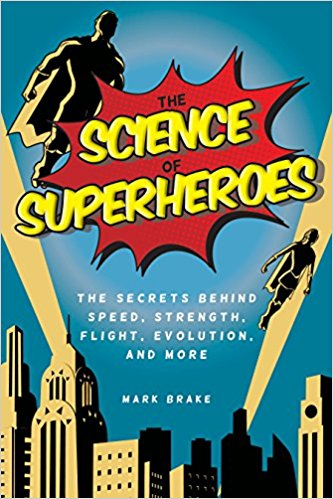 THE
SCIENCE
OF
SUPERHEROES
THE SECRETS BEHIND
SPEED, STRENGTH,
FLIGHT, EVOLUTION,
AND MORE
MARK BRAKE